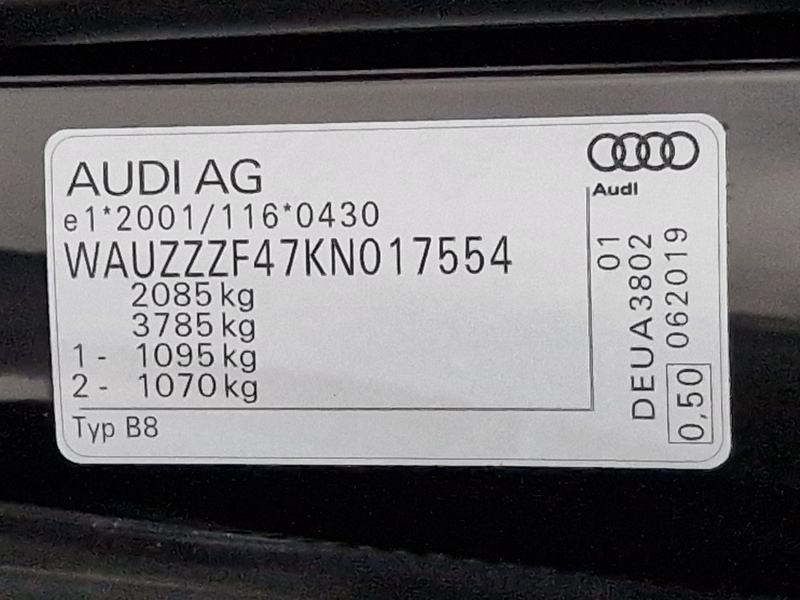 AUDI AG
e1*2001/116*0430
WAUZZZF47KN017554
2085 kg
3785 kg
1 - 1095 kg
2 - 1070 kg
Typ B8
Audi
01
DEUA3802
062019
0,50